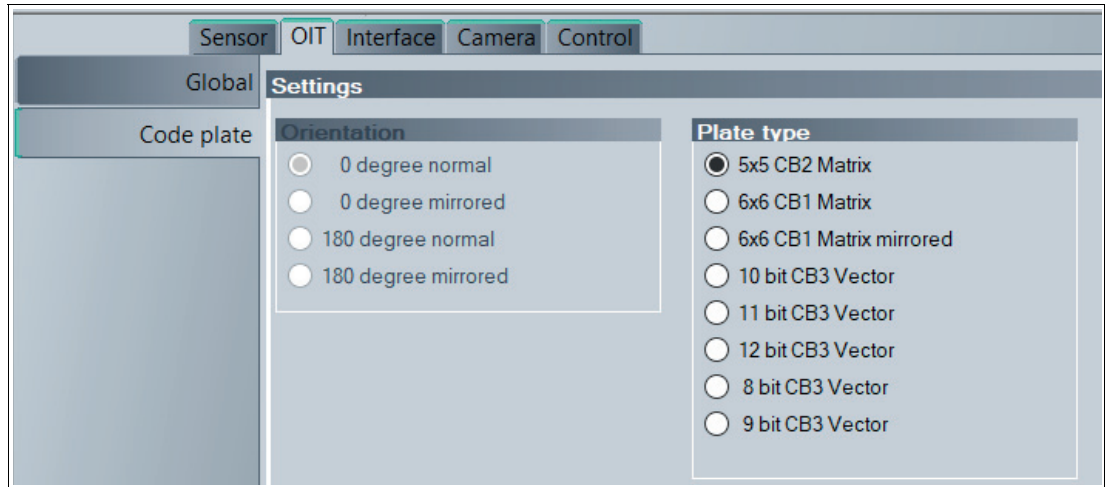 Sensor OIT Interface Camera Control
Global
Code plate
Settings
Orientation
0 degree normal
0 degree mirrored
180 degree normal
180 degree mirrored
Plate type
5x5 CB2 Matrix
6x6 CB1 Matrix
6x6 CB1 Matrix mirrored
10 bit CB3 Vector
11 bit CB3 Vector
12 bit CB3 Vector
8 bit CB3 Vector
9 bit CB3 Vector